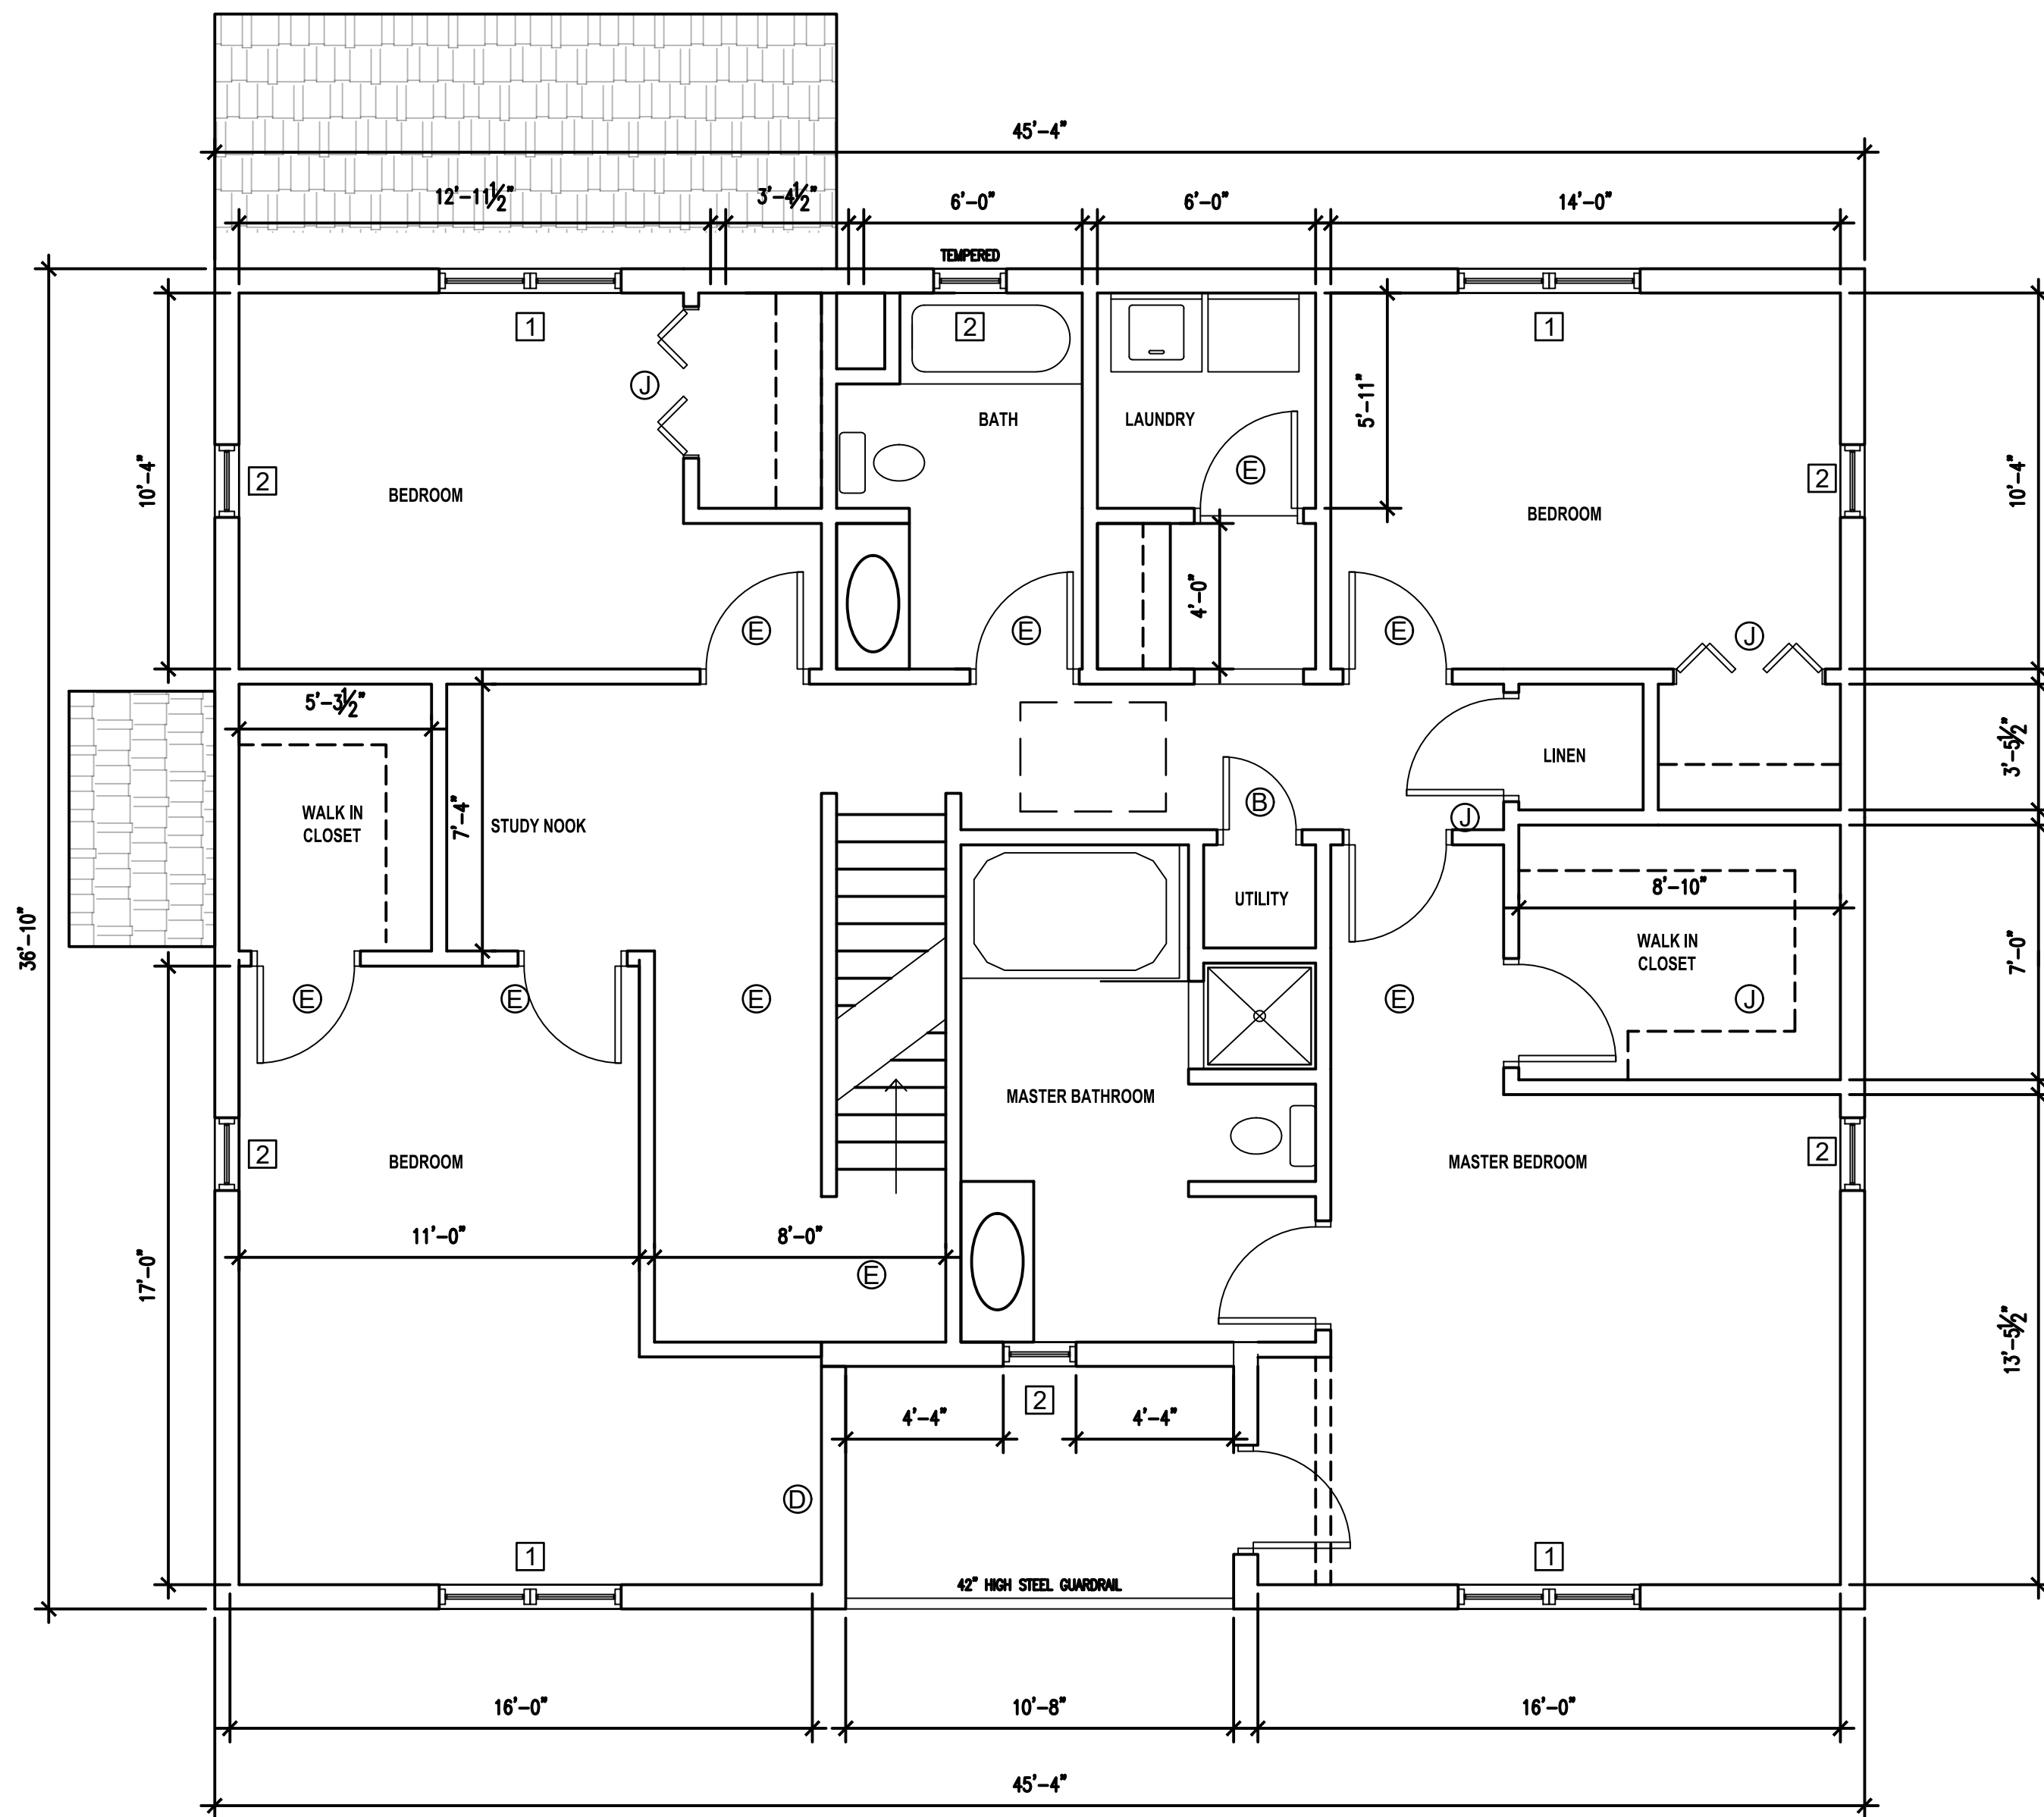 45'-4"
12'-11½"
3'-4½"
6'-0"
6'-0"
14'-0"
TEMPERED
1
2
1
J
5'-11"
BATH
LAUNDRY
10'-4"
2
BEDROOM
E
2
10'-4"
BEDROOM
4'-0"
E
E
E
J
5'-3½"
3'-5½"
LINEN
WALK IN
CLOSET
7'-4"
STUDY NOOK
B
J
8'-10"
UTILITY
36'-10"
WALK IN
CLOSET
7'-0"
E
E
E
E
J
MASTER BATHROOM
2
BEDROOM
MASTER BEDROOM
2
11'-0"
8'-0"
17'-0"
E
13'-5½"
4'-4"
2
4'-4"
D
1
1
42" HIGH STEEL GUARDRAIL
16'-0"
10'-8"
16'-0"
45'-4"